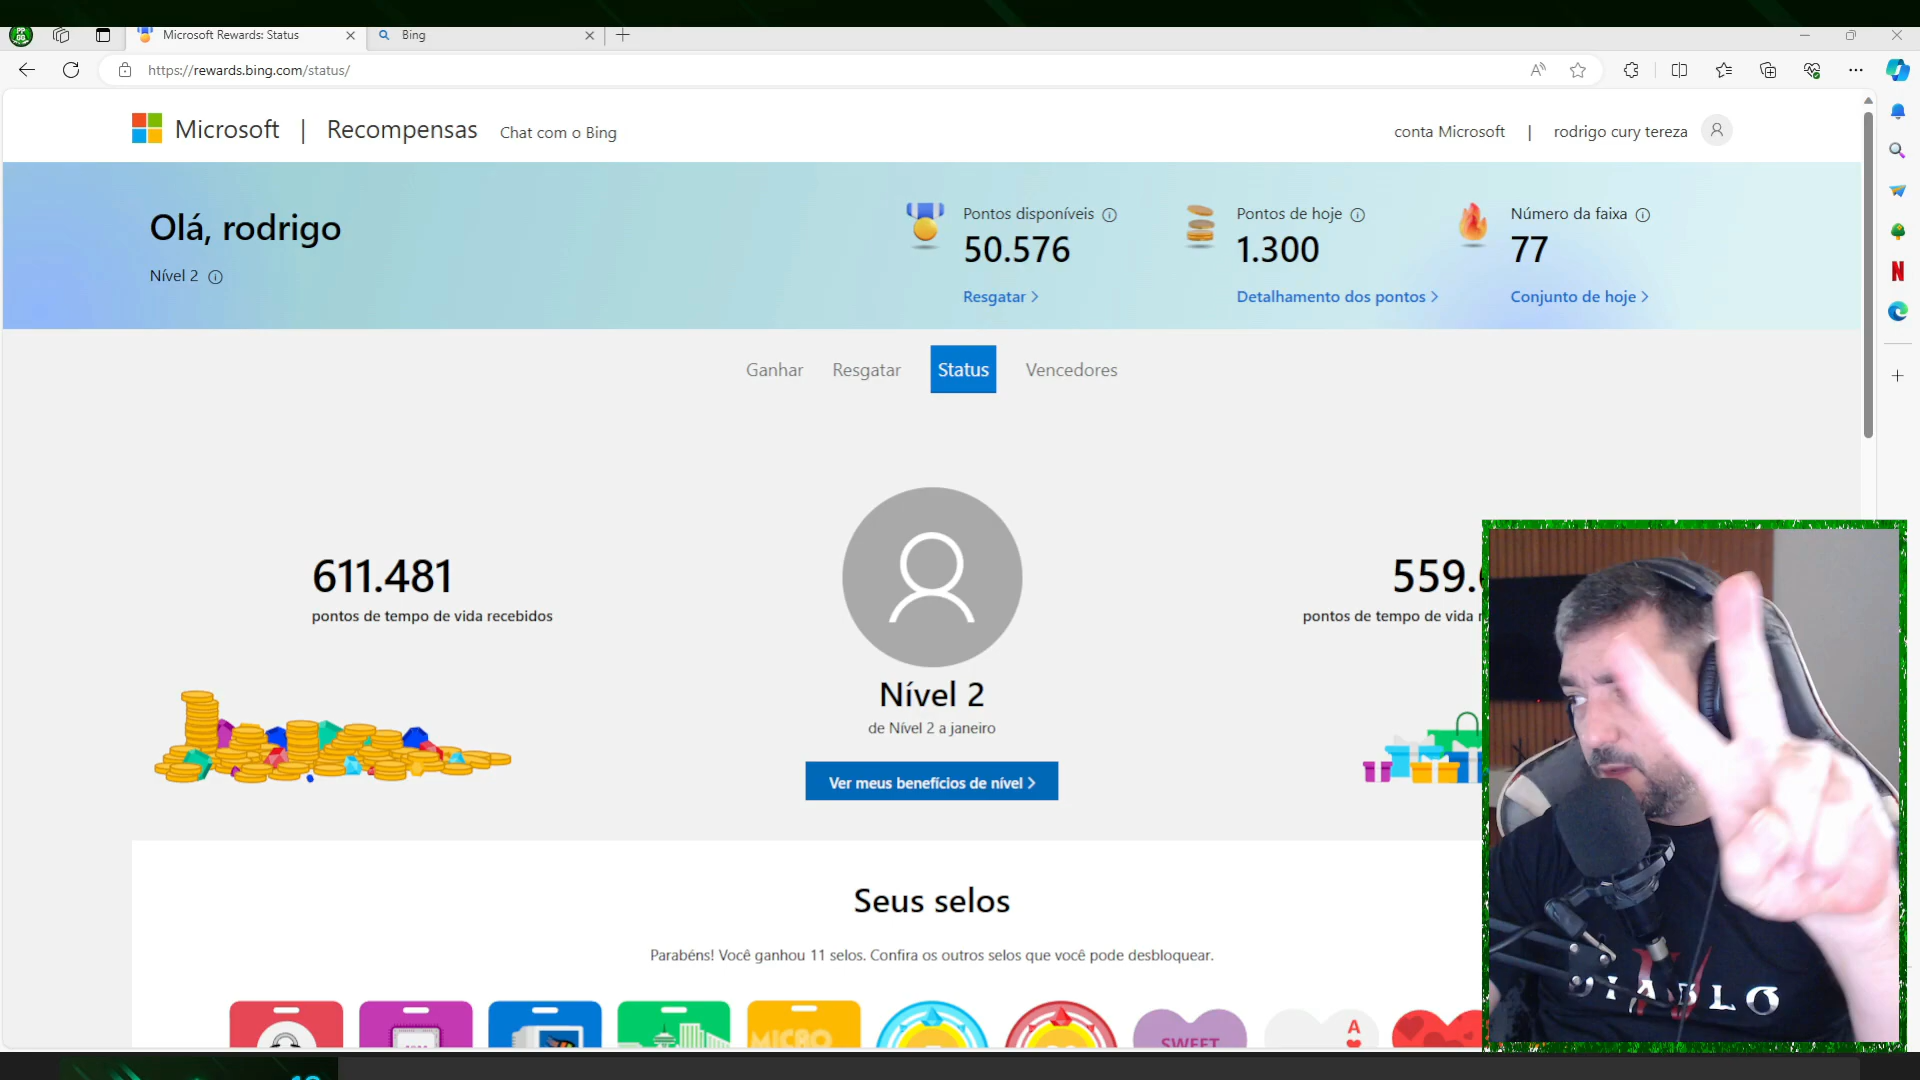 Microsoft Rewards: Status
Bing
https://rewards.bing.com/status/
Microsoft | Recompensas Chat com o Bing
conta Microsoft | rodrigo cury tereza
Olá, rodrigo
Nível 2
Pontos disponíveis
50.576
Resgatar >
Pontos de hoje
1.300
Detalhamento dos pontos >
Número da faixa
77
Conjunto de hoje >
Ganhar Resgatar Status Vencedores
611.481
pontos de tempo de vida recebidos
Nível 2
de Nível 2 a janeiro
Ver meus benefícios de nível >
559.
pontos de tempo de vida
Seus selos
Parabéns! Você ganhou 11 selos. Confira os outros selos que você pode desbloquear.
MICRO
SWEET
A
DIABLO